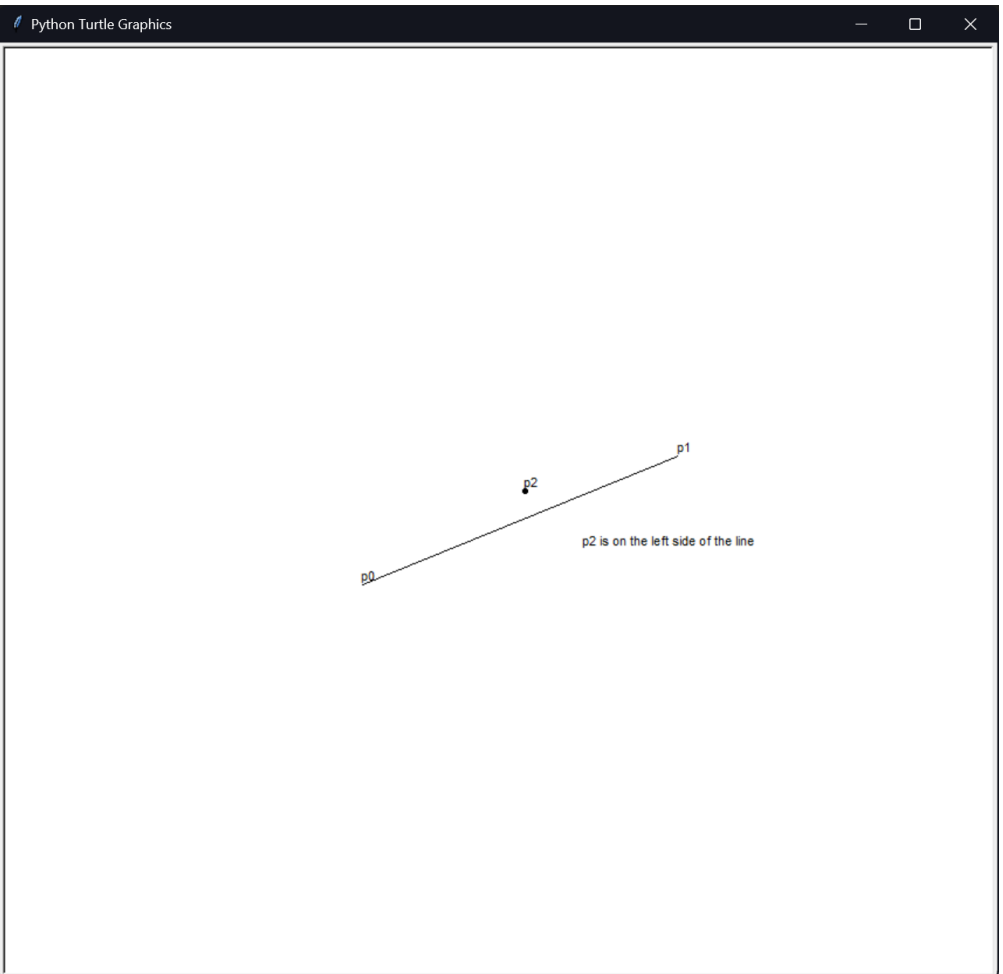 Python Turtle Graphics
p1
p2
p2 is on the left side of the line
p0